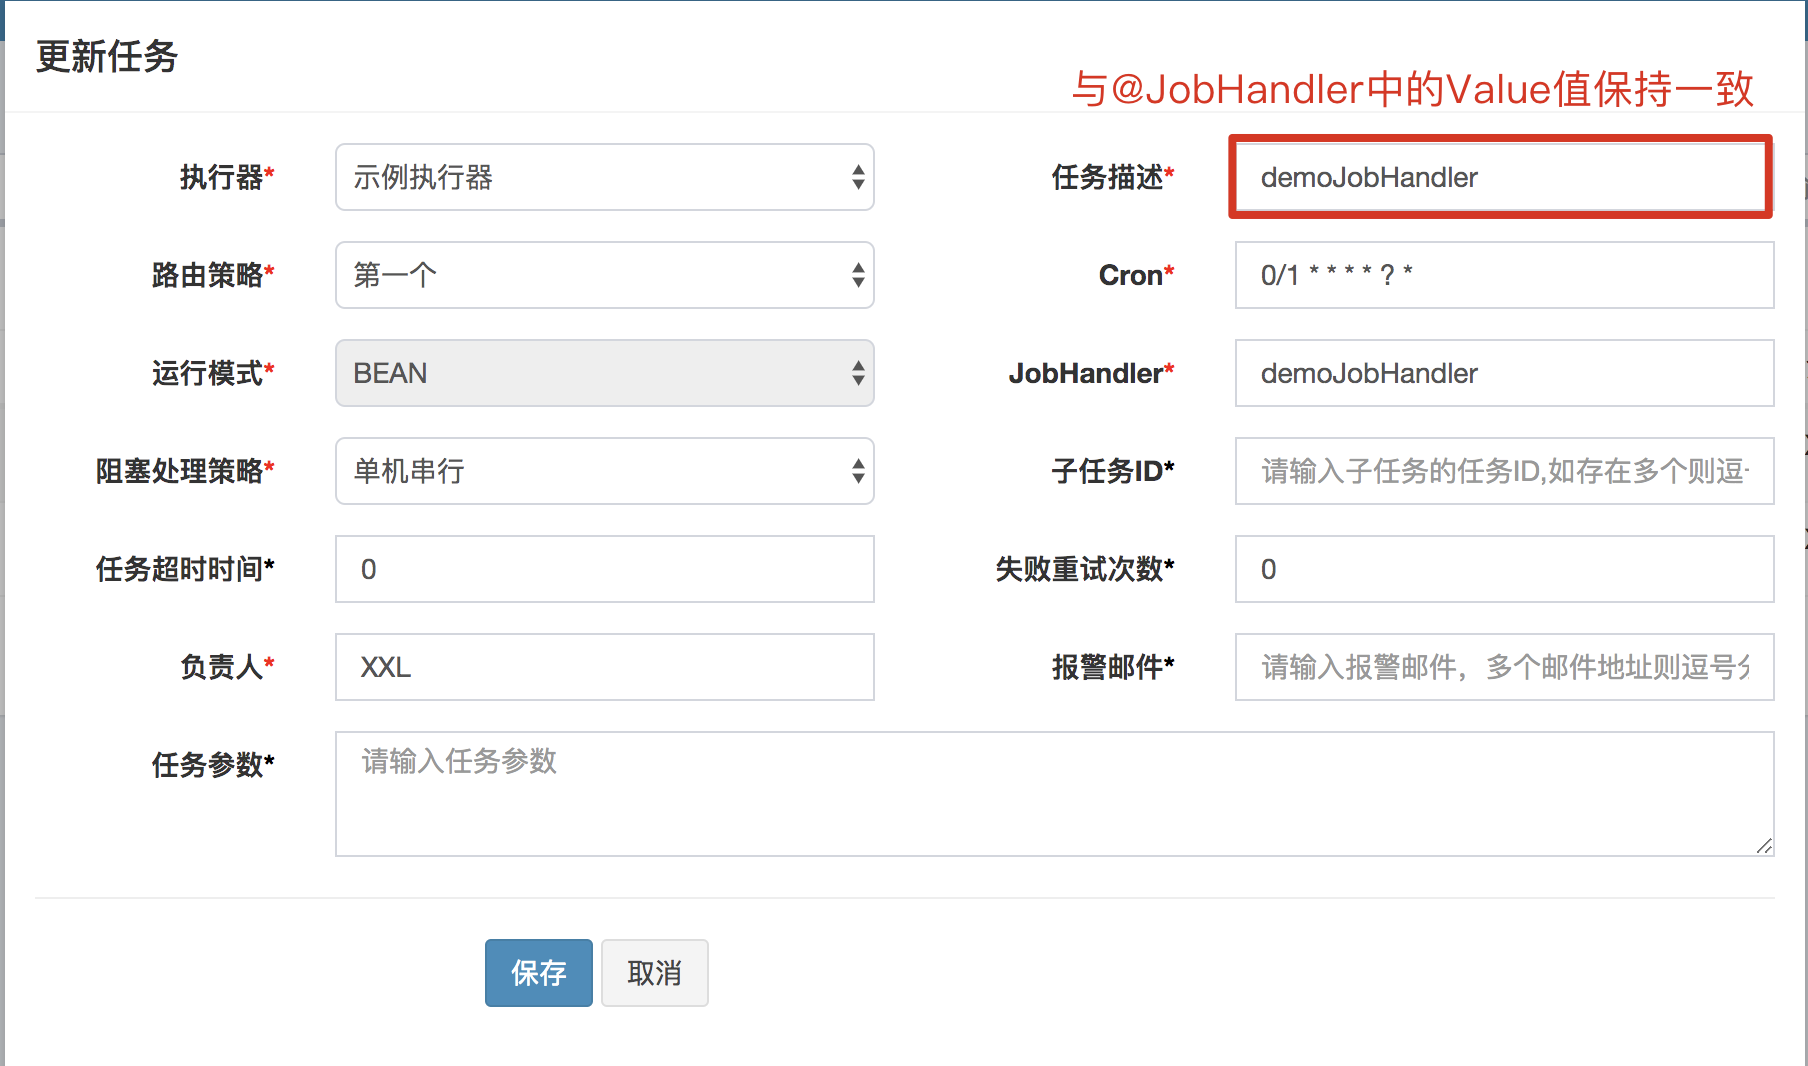 更新任务
与@JobHandler中的Value值保持一致
执行器* 示例执行器 任务描述* demoJobHandler
路由策略* 第一个 Cron* 0/1 * * * * ? *
运行模式* BEAN JobHandler* demoJobHandler
阻塞处理策略* 单机串行 子任务ID* 请输入子任务的任务ID,如存在多个则逗
任务超时时间* 0 失败重试次数* 0
负责人* XXL 报警邮件* 请输入报警邮件，多个邮件地址则逗号
任务参数* 请输入任务参数
保存 取消